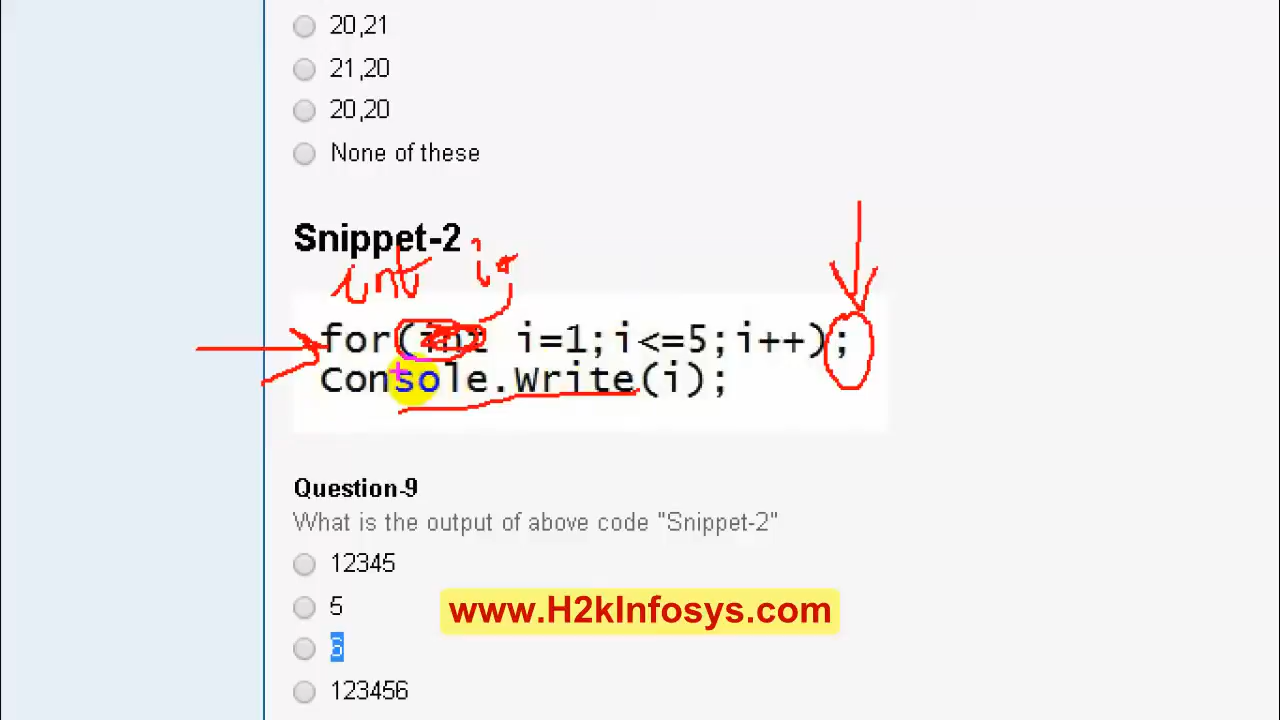 20,21
21,20
20,20
None of these
Snippet-2
int i;
for(int i=1;i<=5;i++);
Console.Write(i);
Question-9
What is the output of above code "Snippet-2"
12345
5
www.H2kInfosys.com
6
123456